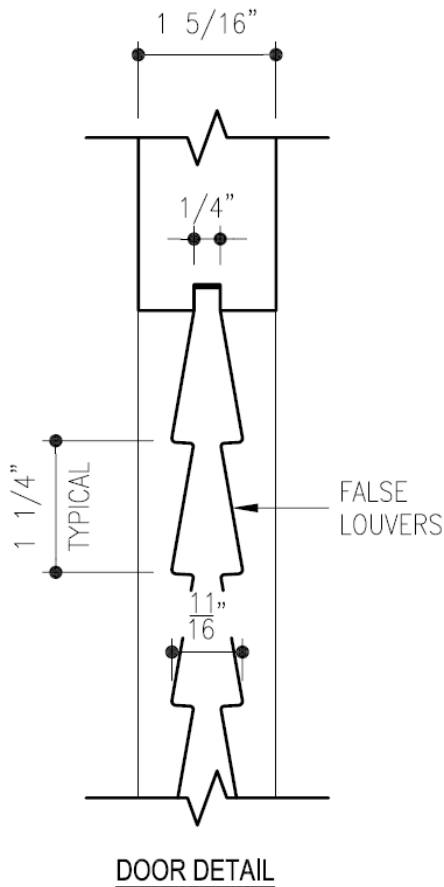 1 5/16”
1/4”
1 1/4”
TYPICAL
FALSE
LOUVERS
11
16”
DOOR DETAIL